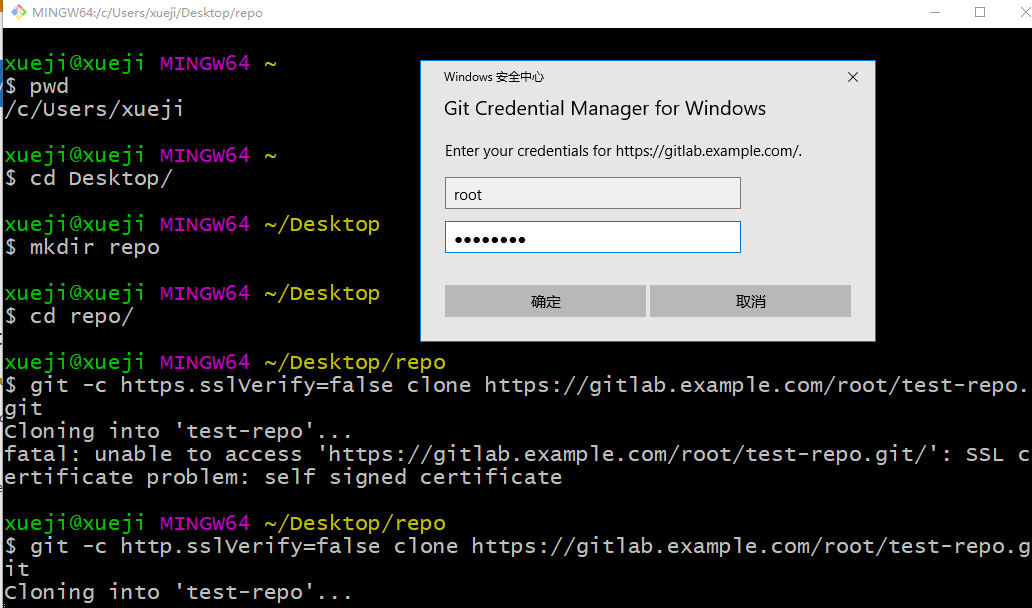 MINGW64:/c/Users/xueji/Desktop/repo
xueji@xueji MINGW64 ~
$ pwd
/c/Users/xueji
xueji@xueji MINGW64 ~
$ cd Desktop/
xueji@xueji MINGW64 ~/Desktop
$ mkdir repo
xueji@xueji MINGW64 ~/Desktop
$ cd repo/
xueji@xueji MINGW64 ~/Desktop/repo
$ git -c https.sslVerify=false clone https://gitlab.example.com/root/test-repo.
git
Cloning into 'test-repo'...
fatal: unable to access 'https://gitlab.example.com/root/test-repo.git/': SSL c
ertificate problem: self signed certificate
xueji@xueji MINGW64 ~/Desktop/repo
$ git -c http.sslVerify=false clone https://gitlab.example.com/root/test-repo.g
it
Cloning into 'test-repo'...
Windows 安全中心
Git Credential Manager for Windows
Enter your credentials for https://gitlab.example.com/.
root
●●●●●●●●
确定
取消